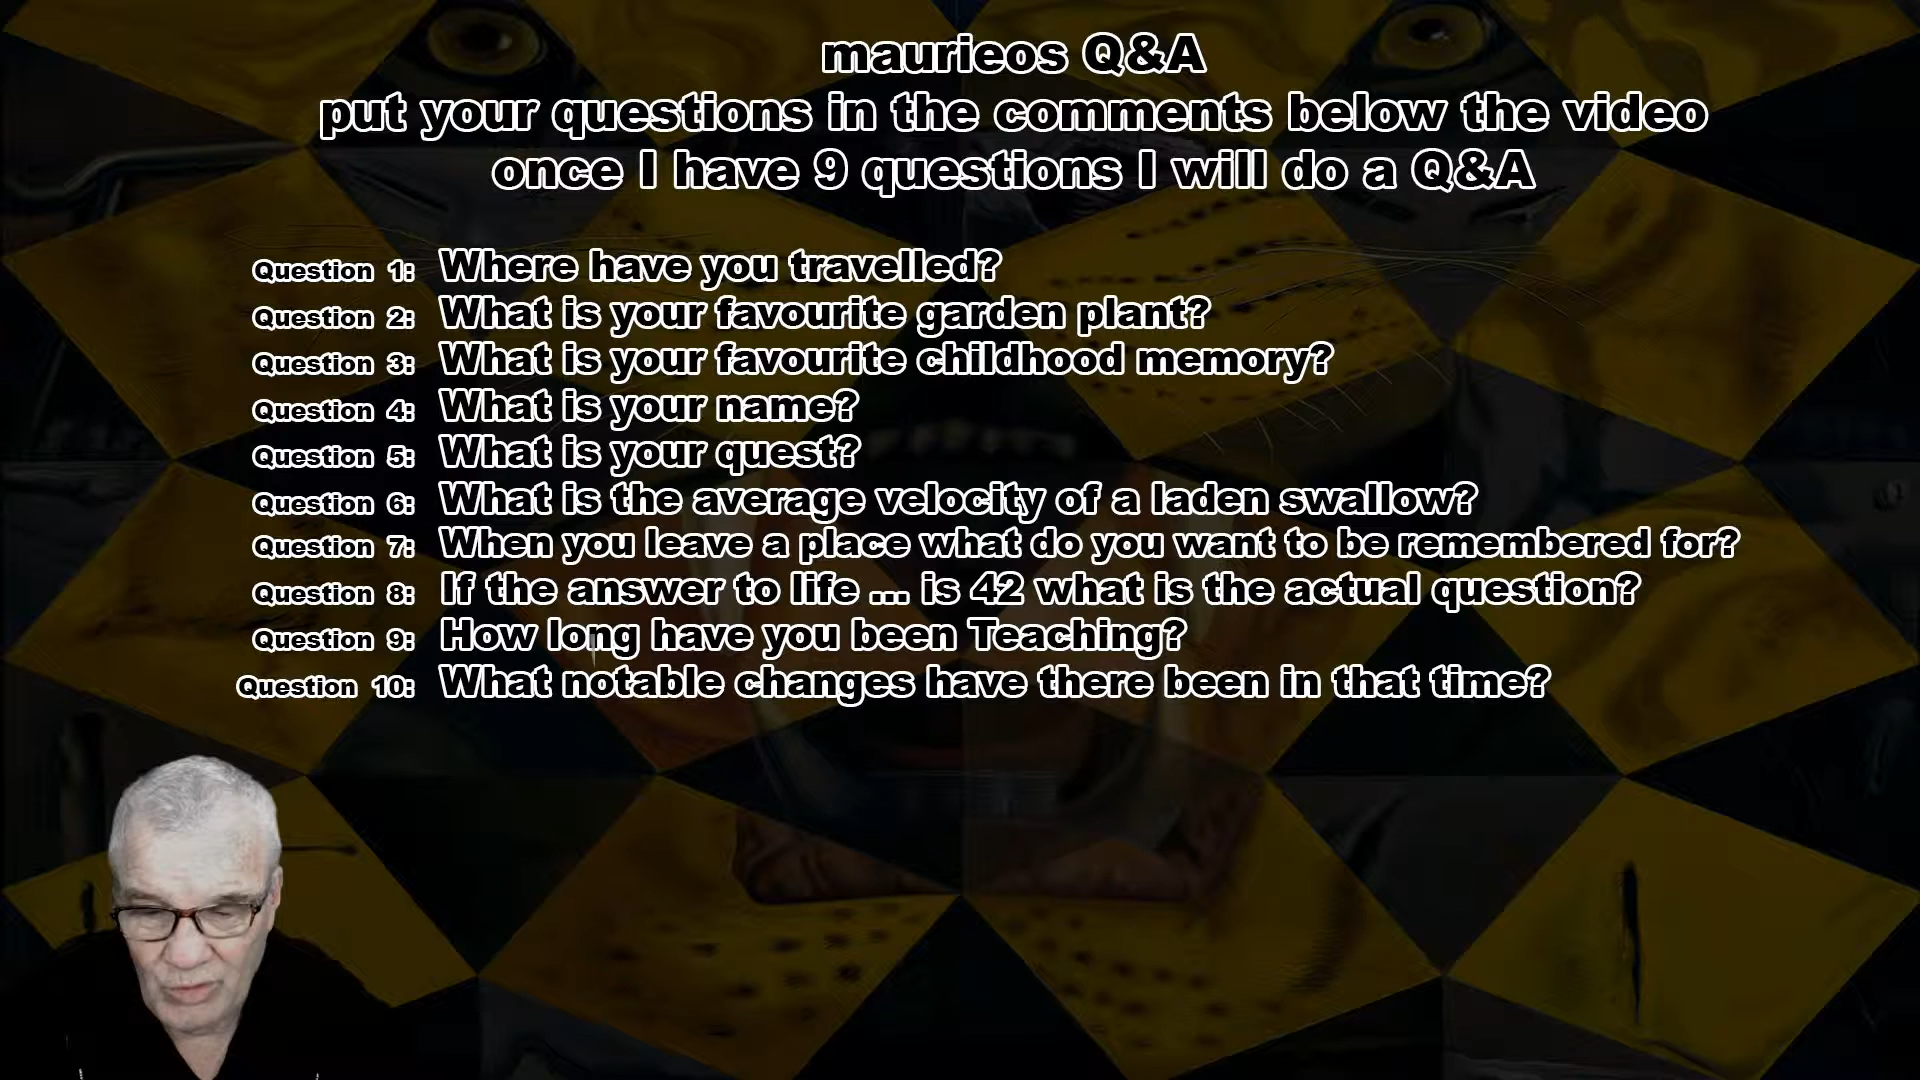 maurieos Q&A
put your questions in the comments below the video
once I have 9 questions I will do a Q&A
Question 1: Where have you travelled?
Question 2: What is your favourite garden plant?
Question 3: What is your favourite childhood memory?
Question 4: What is your name?
Question 5: What is your quest?
Question 6: What is the average velocity of a laden swallow?
Question 7: When you leave a place what do you want to be remembered for?
Question 8: If the answer to life ... is 42 what is the actual question?
Question 9: How long have you been Teaching?
Question 10: What notable changes have there been in that time?